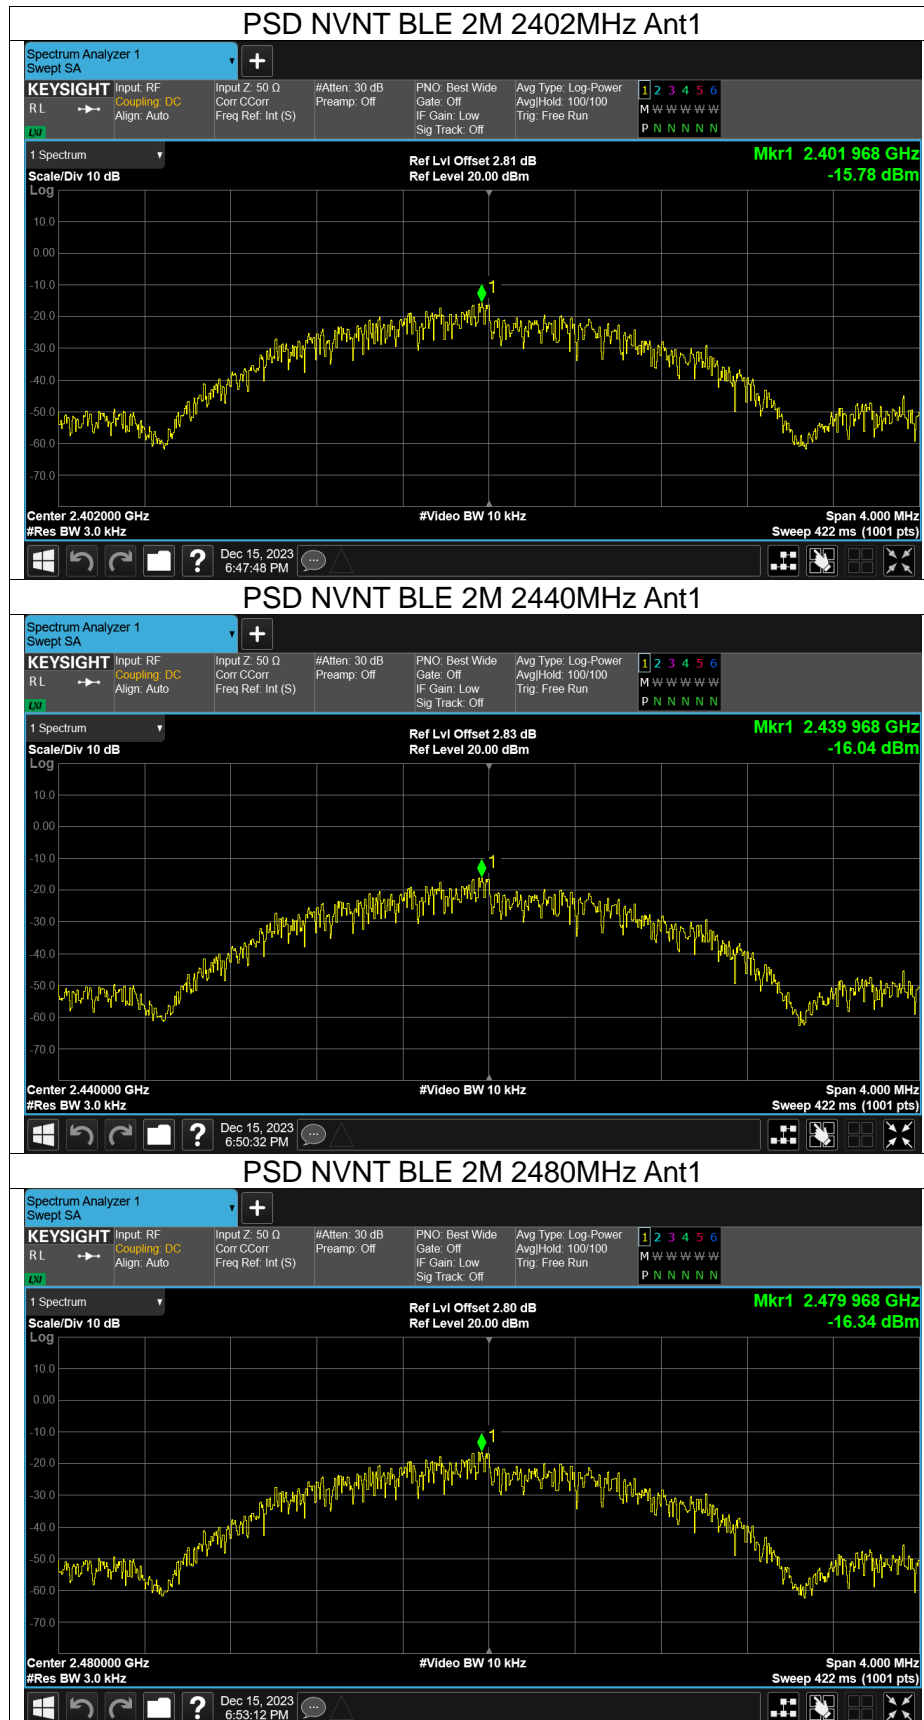 PSD NVNT BLE 2M 2402MHz Ant1
Spectrum Analyzer 1
Swept SA
+
KEYSIGHT Input: RF Input Z: 50 Ω #Atten: 30 dB PNO: Best Wide Avg Type: Log-Power 1 2 3 4 5 6
RL Coupling: DC Corr CCorr Preamp: Off Gate: Off Avg|Hold: 100/100 M W W W W W
Align: Auto Freq Ref: Int (S) IF Gain: Low Trig: Free Run
LXI Sig Track: Off P N N N N N
1 Spectrum Ref Lvl Offset 2.81 dB Mkr1 2.401 968 GHz
Scale/Div 10 dB Ref Level 20.00 dBm -15.78 dBm
Log
10.0
0.00
-10.0
1
-20.0
-30.0
-40.0
-50.0
-60.0
-70.0
Center 2.402000 GHz #Video BW 10 kHz Span 4.000 MHz
#Res BW 3.0 kHz Sweep 422 ms (1001 pts)
? Dec 15, 2023
6:47:48 PM
PSD NVNT BLE 2M 2440MHz Ant1
Spectrum Analyzer 1
Swept SA
+
KEYSIGHT Input: RF Input Z: 50 Ω #Atten: 30 dB PNO: Best Wide Avg Type: Log-Power 1 2 3 4 5 6
RL Coupling: DC Corr CCorr Preamp: Off Gate: Off Avg|Hold: 100/100 M W W W W W
Align: Auto Freq Ref: Int (S) IF Gain: Low Trig: Free Run
LXI Sig Track: Off P N N N N N
1 Spectrum Ref Lvl Offset 2.83 dB Mkr1 2.439 968 GHz
Scale/Div 10 dB Ref Level 20.00 dBm -16.04 dBm
Log
10.0
0.00
-10.0
1
-20.0
-30.0
-40.0
-50.0
-60.0
-70.0
Center 2.440000 GHz #Video BW 10 kHz Span 4.000 MHz
#Res BW 3.0 kHz Sweep 422 ms (1001 pts)
? Dec 15, 2023
6:50:32 PM
PSD NVNT BLE 2M 2480MHz Ant1
Spectrum Analyzer 1
Swept SA
+
KEYSIGHT Input: RF Input Z: 50 Ω #Atten: 30 dB PNO: Best Wide Avg Type: Log-Power 1 2 3 4 5 6
RL Coupling: DC Corr CCorr Preamp: Off Gate: Off Avg|Hold: 100/100 M W W W W W
Align: Auto Freq Ref: Int (S) IF Gain: Low Trig: Free Run
LXI Sig Track: Off P N N N N N
1 Spectrum Ref Lvl Offset 2.80 dB Mkr1 2.479 968 GHz
Scale/Div 10 dB Ref Level 20.00 dBm -16.34 dBm
Log
10.0
0.00
-10.0
1
-20.0
-30.0
-40.0
-50.0
-60.0
-70.0
Center 2.480000 GHz #Video BW 10 kHz Span 4.000 MHz
#Res BW 3.0 kHz Sweep 422 ms (1001 pts)
? Dec 15, 2023
6:53:12 PM